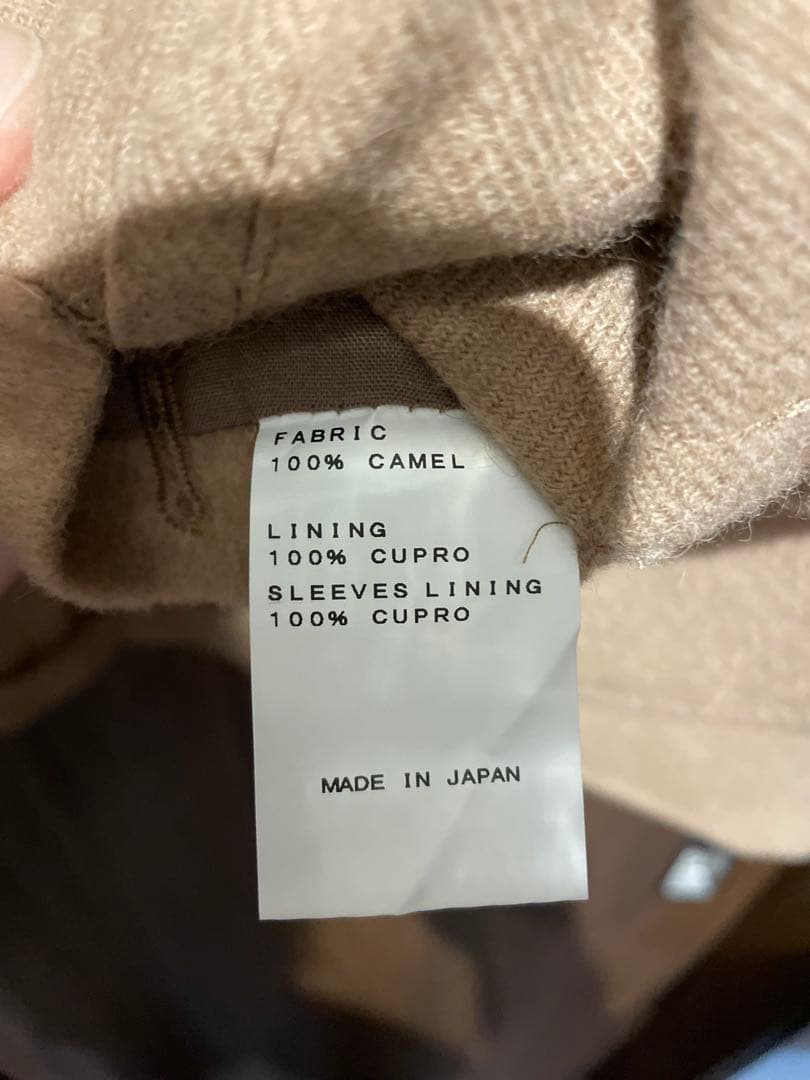 FABRIC
100% CAMEL
LINING
100% CUPRO
SLEEVES LINING
100% CUPRO
MADE IN JAPAN